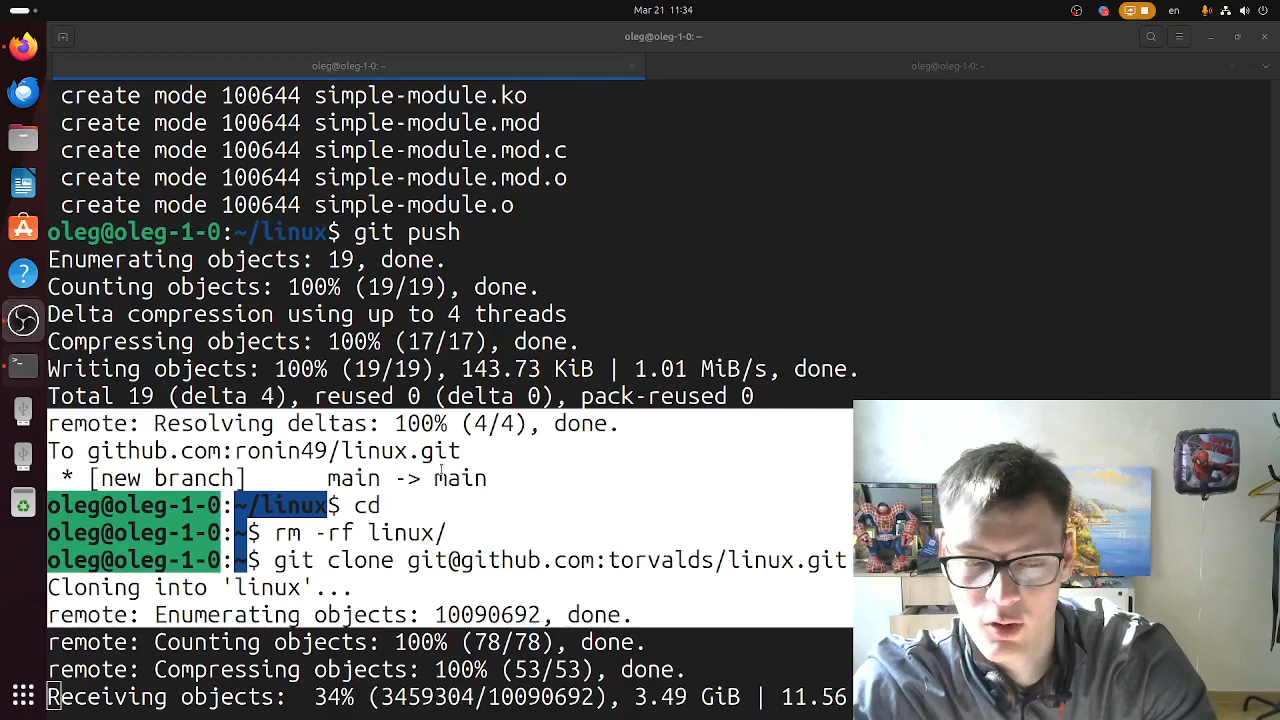 Mar 21 11:34
en
oleg@oleg-1-0: ~
oleg@oleg-1-0: ~
oleg@oleg-1-0: ~
create mode 100644 simple-module.ko
create mode 100644 simple-module.mod
create mode 100644 simple-module.mod.c
create mode 100644 simple-module.mod.o
create mode 100644 simple-module.o
oleg@oleg-1-0:~/linux$ git push
Enumerating objects: 19, done.
Counting objects: 100% (19/19), done.
Delta compression using up to 4 threads
Compressing objects: 100% (17/17), done.
Writing objects: 100% (19/19), 143.73 KiB | 1.01 MiB/s, done.
Total 19 (delta 4), reused 0 (delta 0), pack-reused 0
remote: Resolving deltas: 100% (4/4), done.
To github.com:ronin49/linux.git
* [new branch] main -> main
oleg@oleg-1-0:~/linux$ cd
oleg@oleg-1-0:~$ rm -rf linux/
oleg@oleg-1-0:~$ git clone git@github.com:torvalds/linux.git
Cloning into 'linux'...
remote: Enumerating objects: 10090692, done.
remote: Counting objects: 100% (78/78), done.
remote: Compressing objects: 100% (53/53), done.
Receiving objects: 34% (3459304/10090692), 3.49 GiB | 11.56